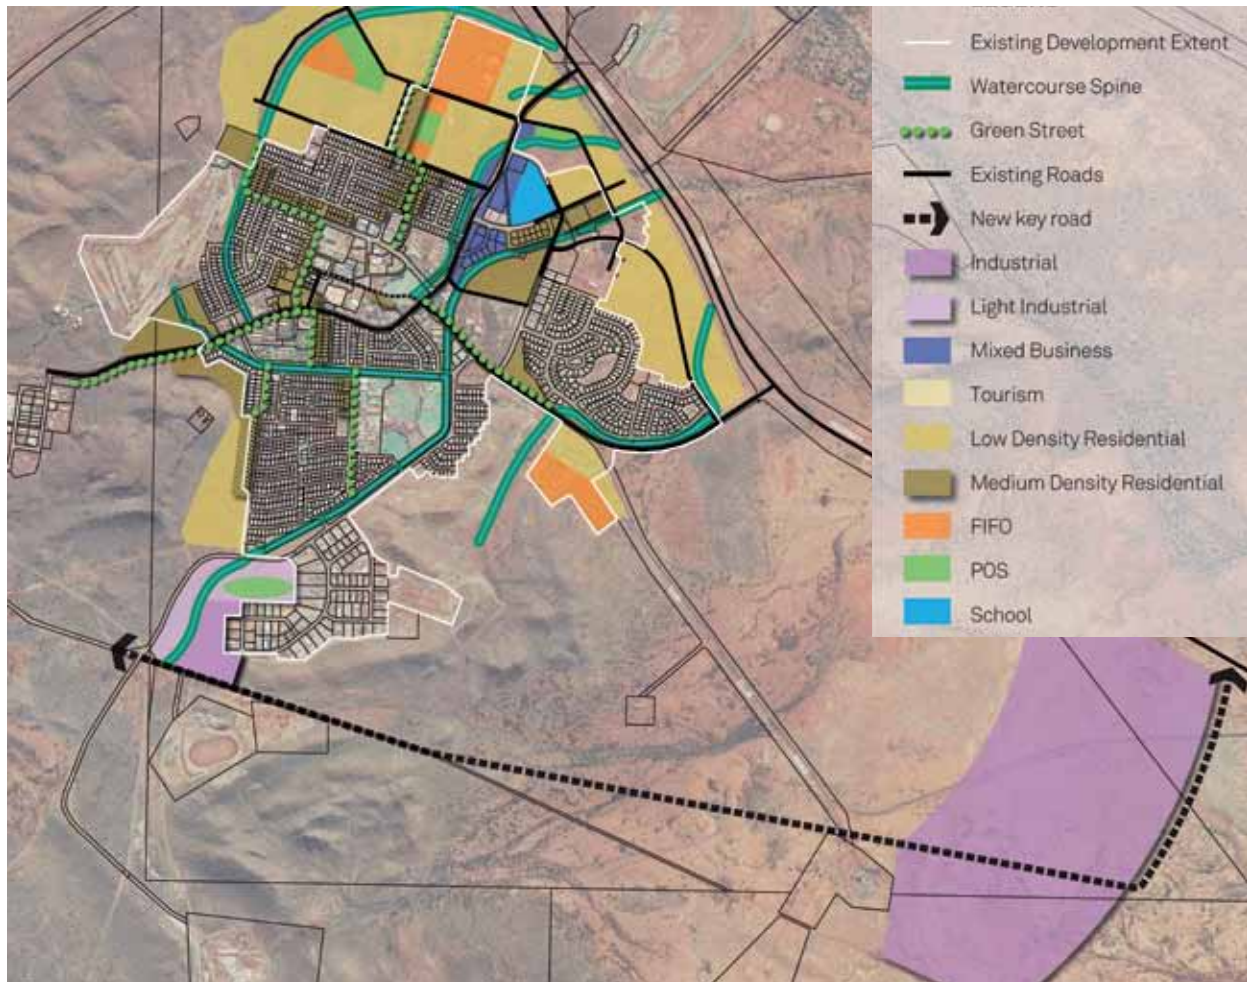 Existing Development Extent
Watercourse Spine
Green Street
Existing Roads
New key road
Industrial
Light Industrial
Mixed Business
Tourism
Low Density Residential
Medium Density Residential
FIFO
POS
School